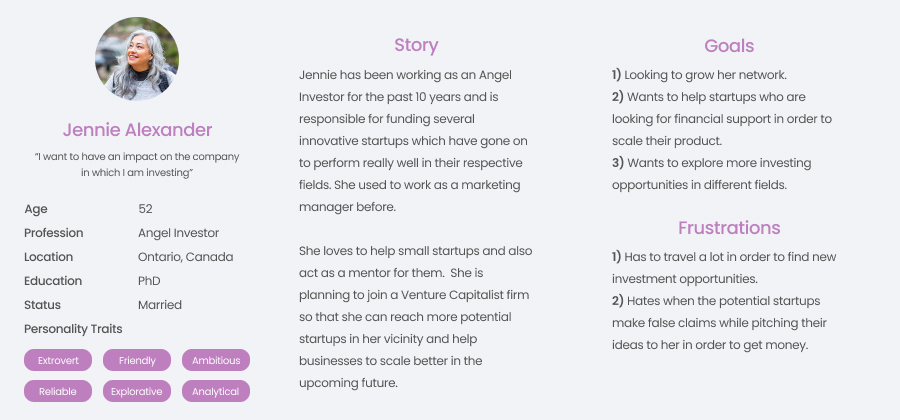 Jennie Alexander
“I want to have an impact on the company
in which I am investing”
Age 52
Profession Angel Investor
Location Ontario, Canada
Education PhD
Status Married
Personality Traits
Extrovert Friendly Ambitious
Reliable Explorative Analytical
Story
Jennie has been working as an Angel
Investor for the past 10 years and is
responsible for funding several
innovative startups which have gone on
to perform really well in their respective
fields. She used to work as a marketing
manager before.
She loves to help small startups and also
act as a mentor for them. She is
planning to join a Venture Capitalist firm
so that she can reach more potential
startups in her vicinity and help
businesses to scale better in the
upcoming future.
Goals
1) Looking to grow her network.
2) Wants to help startups who are
looking for financial support in order to
scale their product.
3) Wants to explore more investing
opportunities in different fields.
Frustrations
1) Has to travel a lot in order to find new
investment opportunities.
2) Hates when the potential startups
make false claims while pitching their
ideas to her in order to get money.